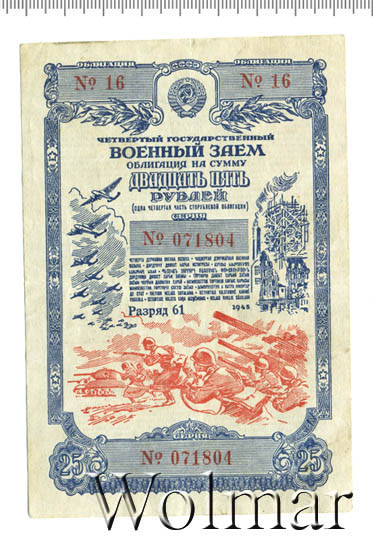 ОБЛИГАЦИЯ
ОБЛИГАЦИЯ
№ 16
№ 16
ЧЕТВЕРТЫЙ ГОСУДАРСТВЕННЫЙ
ВОЕННЫЙ ЗАЕМ
ОБЛИГАЦИЯ НА СУММУ
ДВАДЦАТЬ ПЯТЬ
РУБЛЕЙ
(ОДНА ЧЕТВЕРТАЯ ЧАСТЬ СТОРУБЛЕВОЙ ОБЛИГАЦИИ)
СЕРИЯ
№ 071804
Разряд 61
1945
СЕРИЯ
25
№ 071804
25
Wolmar